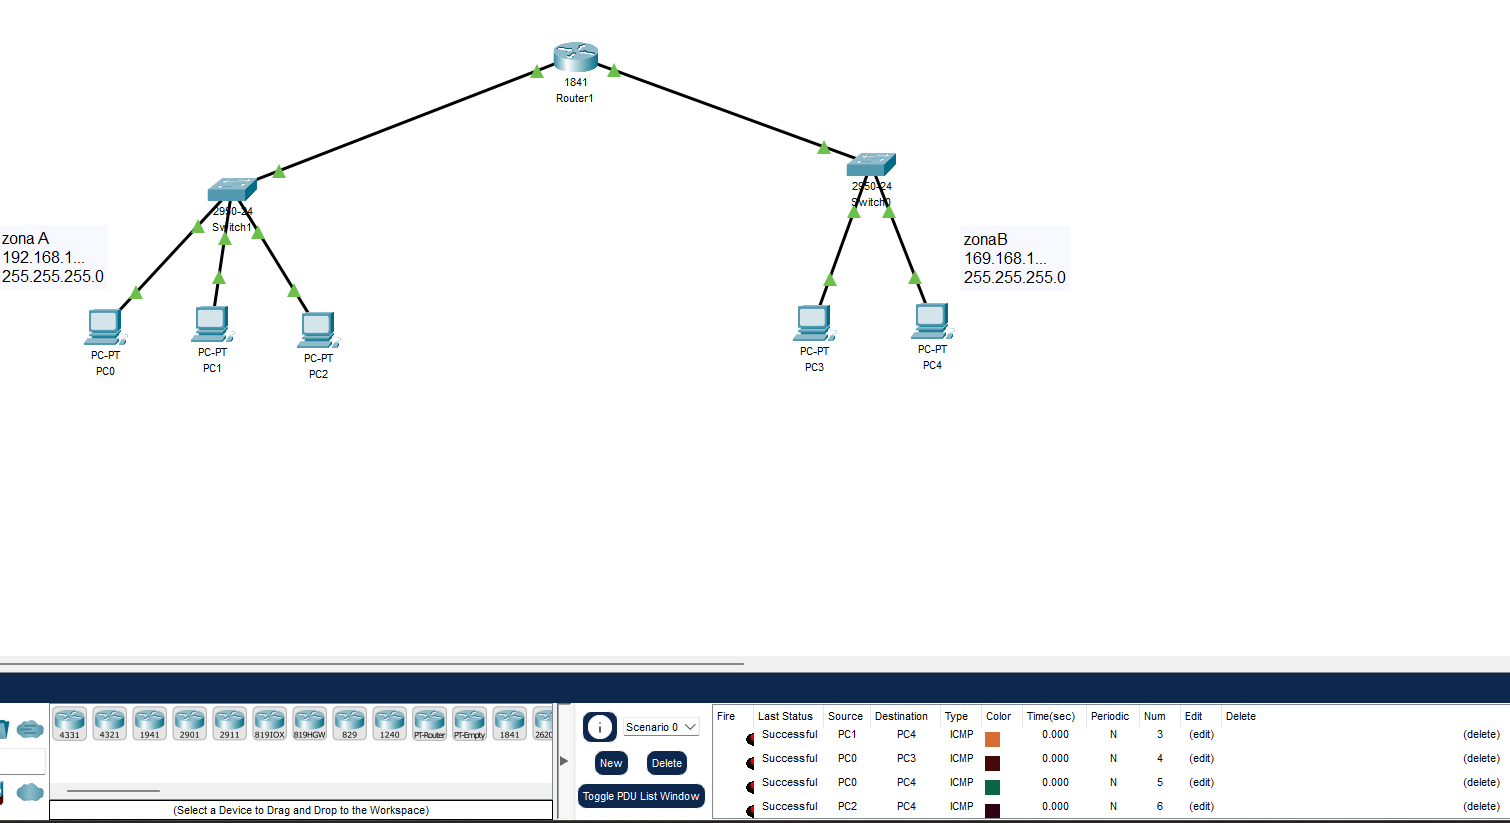 1841
Router1
2950-24
Switch1
2950-24
Switch0
zona A
192.168.1...
255.255.255.0
zonaB
169.168.1...
255.255.255.0
PC-PT
PC0
PC-PT
PC1
PC-PT
PC2
PC-PT
PC3
PC-PT
PC4
4331 4321 1941 2901 2911 819IOX 819HGW 829 1240 PT-Router PT-Empty 1841
(Select a Device to Drag and Drop to the Workspace)
Scenario 0
New Delete
Toggle PDU List Window
Fire Last Status Source Destination Type Color Time(sec) Periodic Num Edit Delete
Successful PC1 PC4 ICMP 0.000 N 3 (edit) (delete)
Successful PC0 PC3 ICMP 0.000 N 4 (edit) (delete)
Successful PC0 PC4 ICMP 0.000 N 5 (edit) (delete)
Successful PC2 PC4 ICMP 0.000 N 6 (edit) (delete)